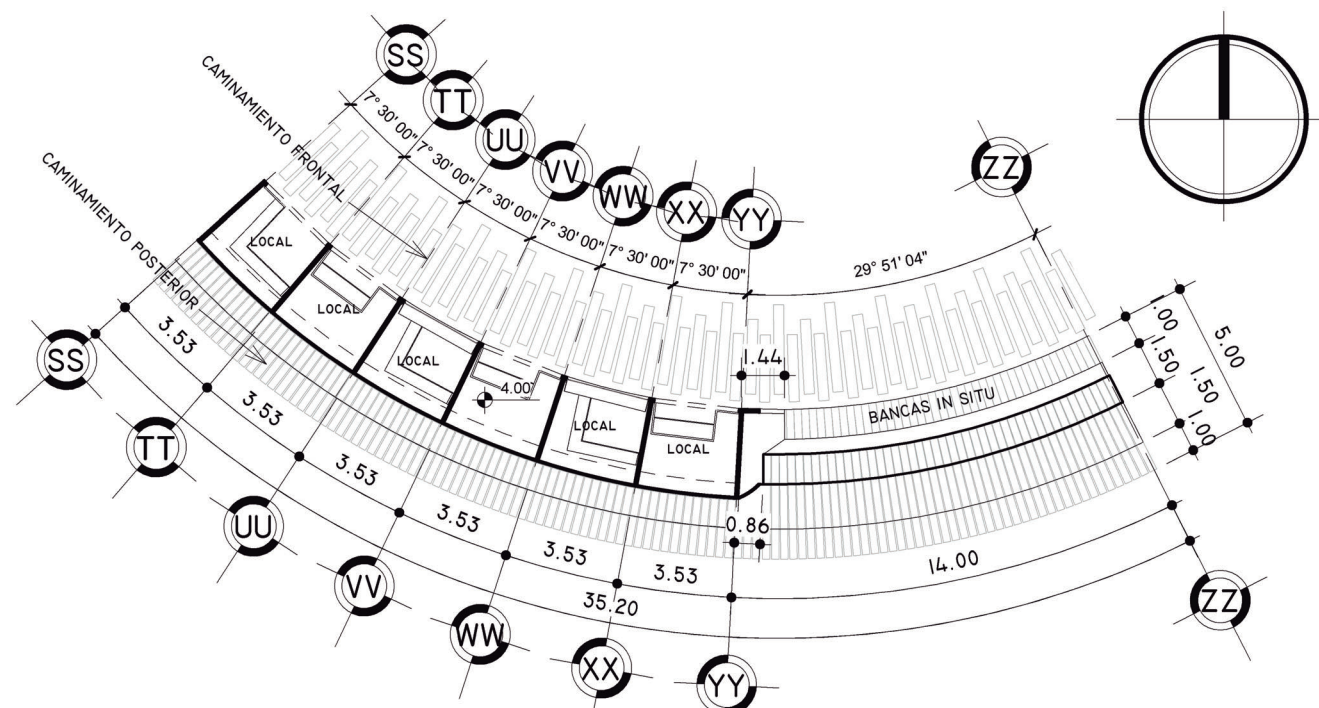 SS
TT
UU
VV
WW
XX
YY
ZZ
CAMINAMIENTO FRONTAL
CAMINAMIENTO POSTERIOR
7° 30' 00"
7° 30' 00"
7° 30' 00"
7° 30' 00"
7° 30' 00"
7° 30' 00"
29° 51' 04"
LOCAL
LOCAL
LOCAL
4.00
LOCAL
LOCAL
1.44
BANCAS IN SITU
1.00
1.50
1.50
1.00
5.00
0.86
3.53
3.53
3.53
3.53
3.53
3.53
14.00
35.20
SS
TT
UU
VV
WW
XX
YY
ZZ